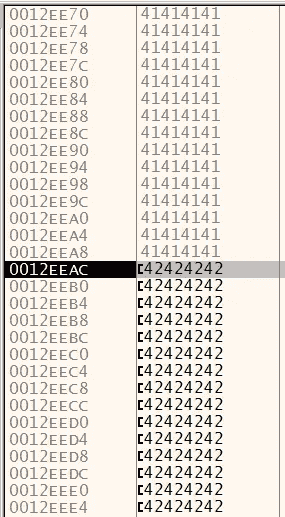 0012EE70 41414141
0012EE74 41414141
0012EE78 41414141
0012EE7C 41414141
0012EE80 41414141
0012EE84 41414141
0012EE88 41414141
0012EE8C 41414141
0012EE90 41414141
0012EE94 41414141
0012EE98 41414141
0012EE9C 41414141
0012EEA0 41414141
0012EEA4 41414141
0012EEA8 41414141
0012EEAC [42424242
0012EEB0 [42424242
0012EEB4 [42424242
0012EEB8 [42424242
0012EEBC [42424242
0012EEC0 [42424242
0012EEC4 [42424242
0012EEC8 [42424242
0012EECC [42424242
0012EED0 [42424242
0012EED4 [42424242
0012EED8 [42424242
0012EEDC [42424242
0012EEE0 [42424242
0012EEE4 [42424242